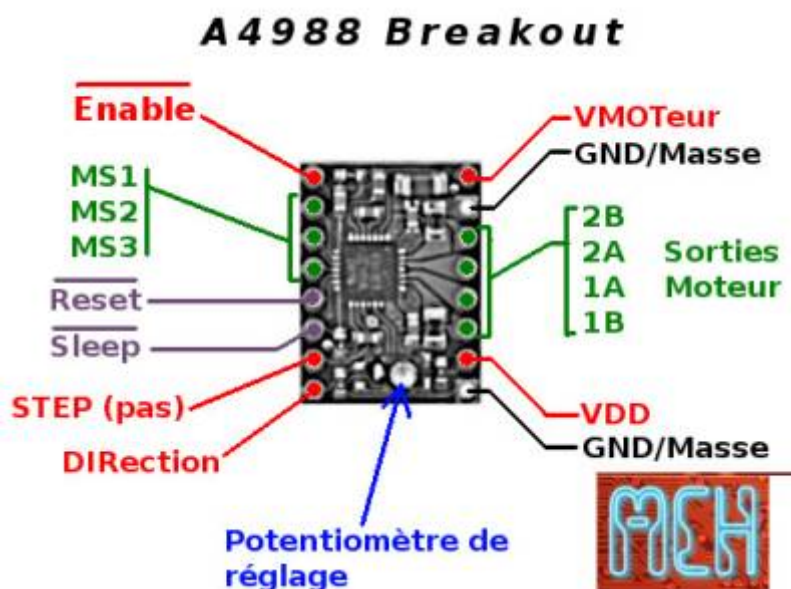 A4988 Breakout
Enable
MS1
MS2
MS3
Reset
Sleep
STEP (pas)
DIRection
VMOTeur
GND/Masse
2B
2A Sorties
1A Moteur
1B
VDD
GND/Masse
Potentiomètre de
réglage
MCH